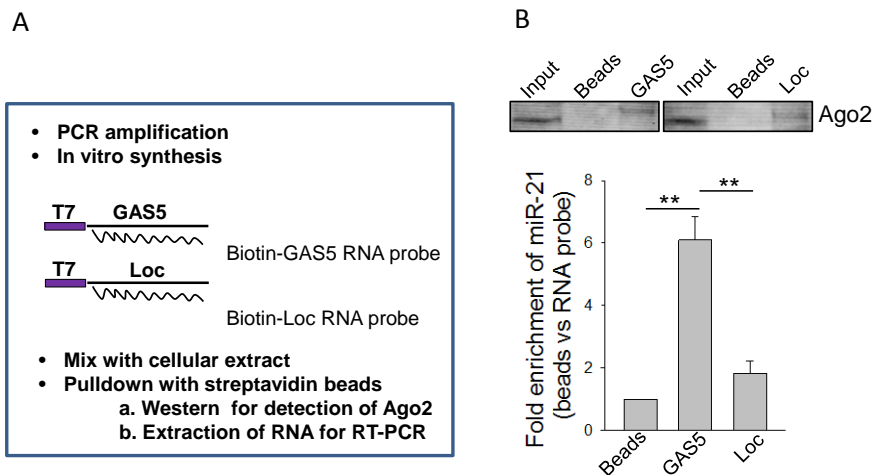 A
• PCR amplification
• In vitro synthesis
T7 GAS5
Biotin-GAS5 RNA probe
T7 Loc
Biotin-Loc RNA probe
• Mix with cellular extract
• Pulldown with streptavidin beads
a. Western for detection of Ago2
b. Extraction of RNA for RT-PCR
B
Input Beads GAS5 Input Beads Loc
Ago2
Fold enrichment of miR-21
(beads vs RNA probe)
8
6
4
2
0
** **
Beads GAS5 Loc